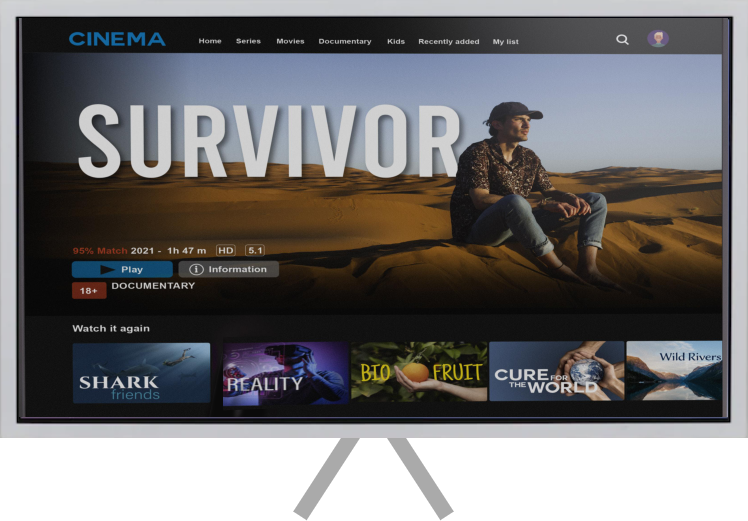 CINEMA Home Series Movies Documentary Kids Recently added My list
SURVIVOR
95% Match 2021 - 1h 47 m HD 5.1
Play Information
18+ DOCUMENTARY
Watch it again
SHARK
friends
REALITY
BIO FRUIT
CURE FOR
THE WORLD
Wild Rivers